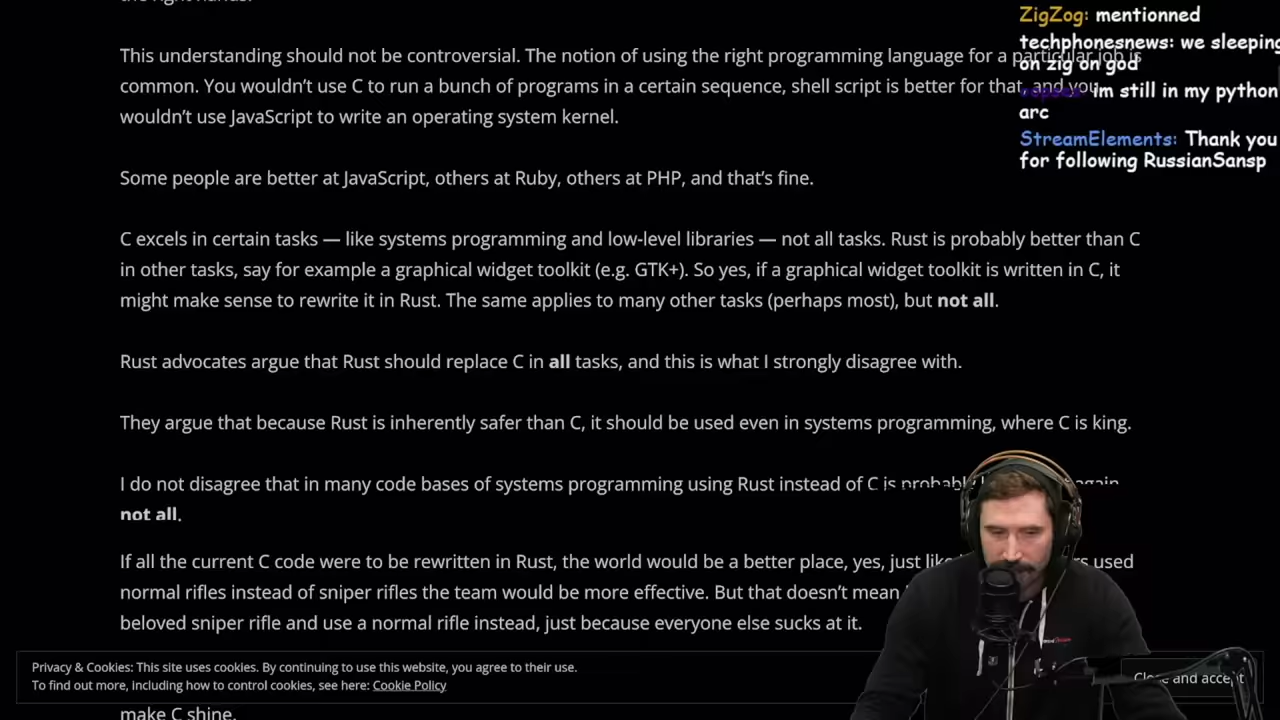 This understanding should not be controversial. The notion of using the right programming language for a particular job is
common. You wouldn't use C to run a bunch of programs in a certain sequence, shell script is better for that, and you
wouldn't use JavaScript to write an operating system kernel.
Some people are better at JavaScript, others at Ruby, others at PHP, and that's fine.
C excels in certain tasks — like systems programming and low-level libraries — not all tasks. Rust is probably better than C
in other tasks, say for example a graphical widget toolkit (e.g. GTK+). So yes, if a graphical widget toolkit is written in C, it
might make sense to rewrite it in Rust. The same applies to many other tasks (perhaps most), but not all.
Rust advocates argue that Rust should replace C in all tasks, and this is what I strongly disagree with.
They argue that because Rust is inherently safer than C, it should be used even in systems programming, where C is king.
I do not disagree that in many code bases of systems programming using Rust instead of C is probably again
not all.
If all the current C code were to be rewritten in Rust, the world would be a better place, yes, just like used
normal rifles instead of sniper rifles the team would be more effective. But that doesn't mean
beloved sniper rifle and use a normal rifle instead, just because everyone else sucks at it.
make C shine.
Privacy & Cookies: This site uses cookies. By continuing to use this website, you agree to their use.
To find out more, including how to control cookies, see here: Cookie Policy
Close and accept
ZigZog: mentionned
techphonesnews: we sleeping
on zig on god
im still in my python
arc
StreamElements: Thank you
for following RussianSansp